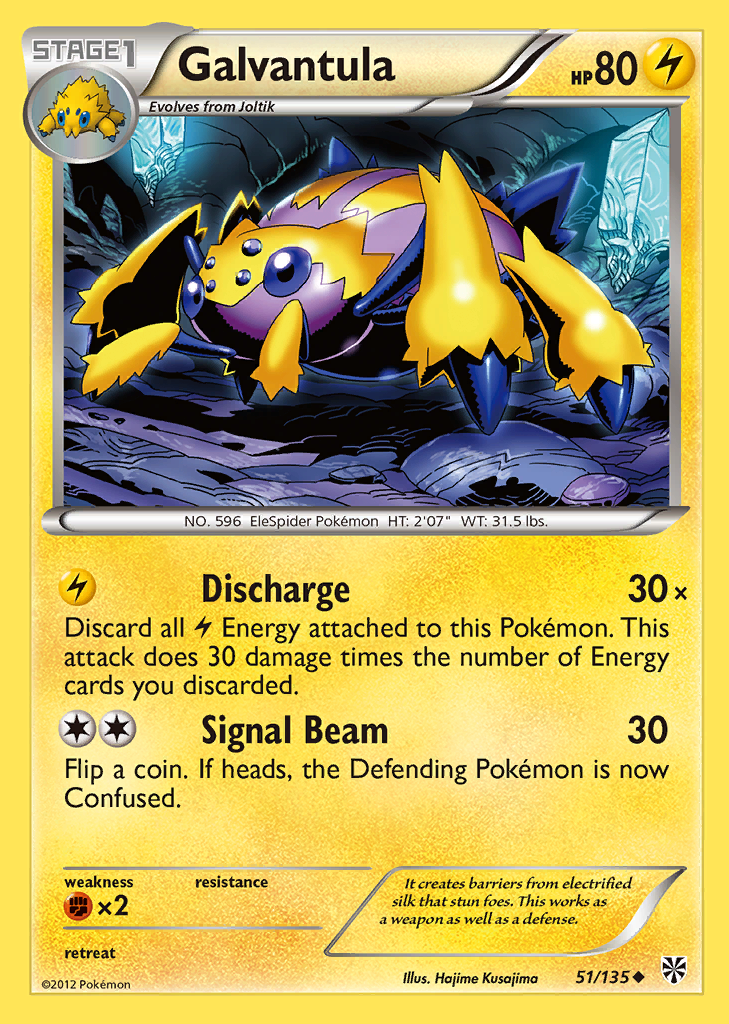 STAGE1
Galvantula
HP80
Evolves from Joltik
NO. 596 EleSpider Pokémon HT: 2'07" WT: 31.5 lbs.
Discharge 30×
Discard all Energy attached to this Pokémon. This
attack does 30 damage times the number of Energy
cards you discarded.
Signal Beam 30
Flip a coin. If heads, the Defending Pokémon is now
Confused.
weakness resistance
×2
It creates barriers from electrified
silk that stun foes. This works as
a weapon as well as a defense.
retreat
©2012 Pokémon
Illus. Hajime Kusajima
51/135